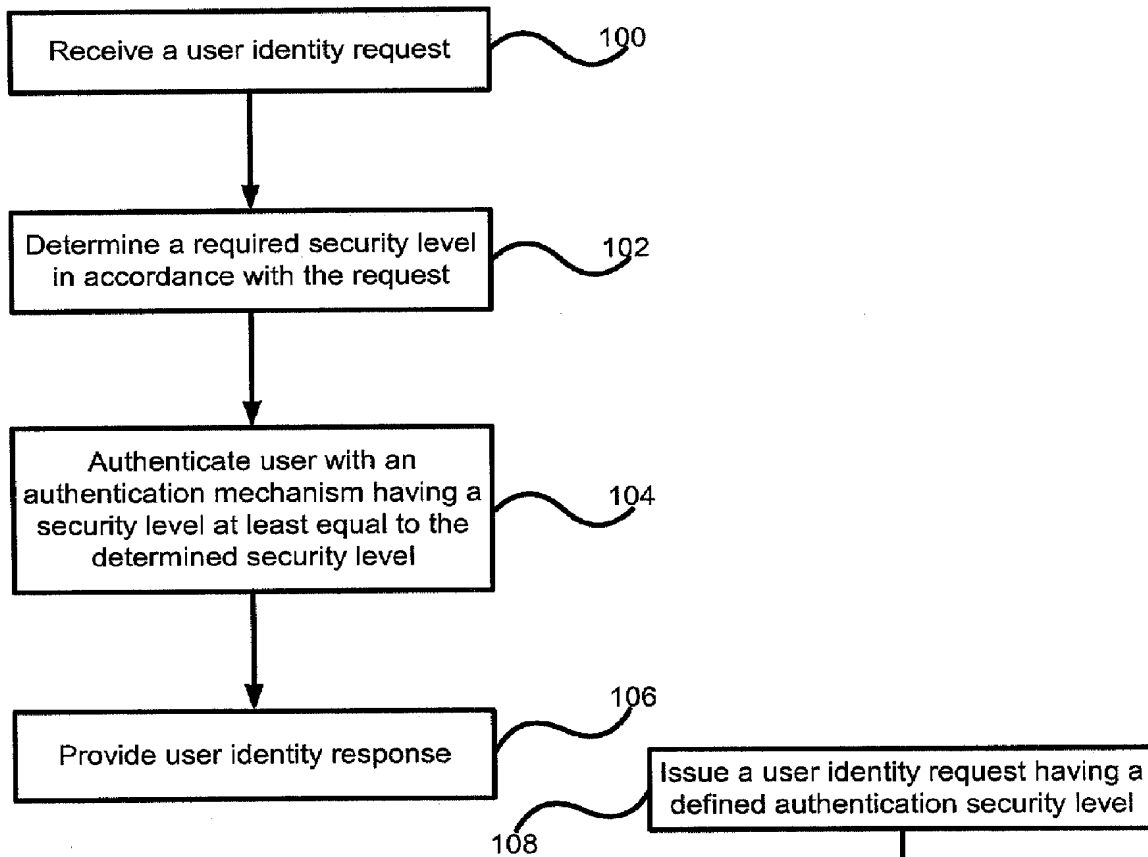 Receive a user identity request
100
Determine a required security level
in accordance with the request
102
Authenticate user with an
authentication mechanism having a
security level at least equal to the
determined security level
104
Provide user identity response
106
Issue a user identity request having a
defined authentication security level
108